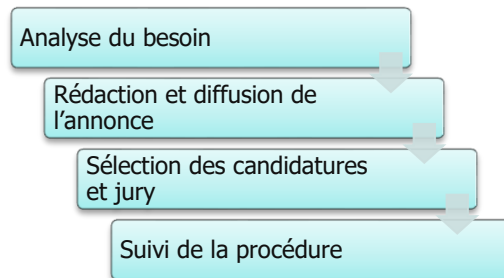 Analyse du besoin
Rédaction et diffusion de
l’annonce
Sélection des candidatures
et jury
Suivi de la procédure